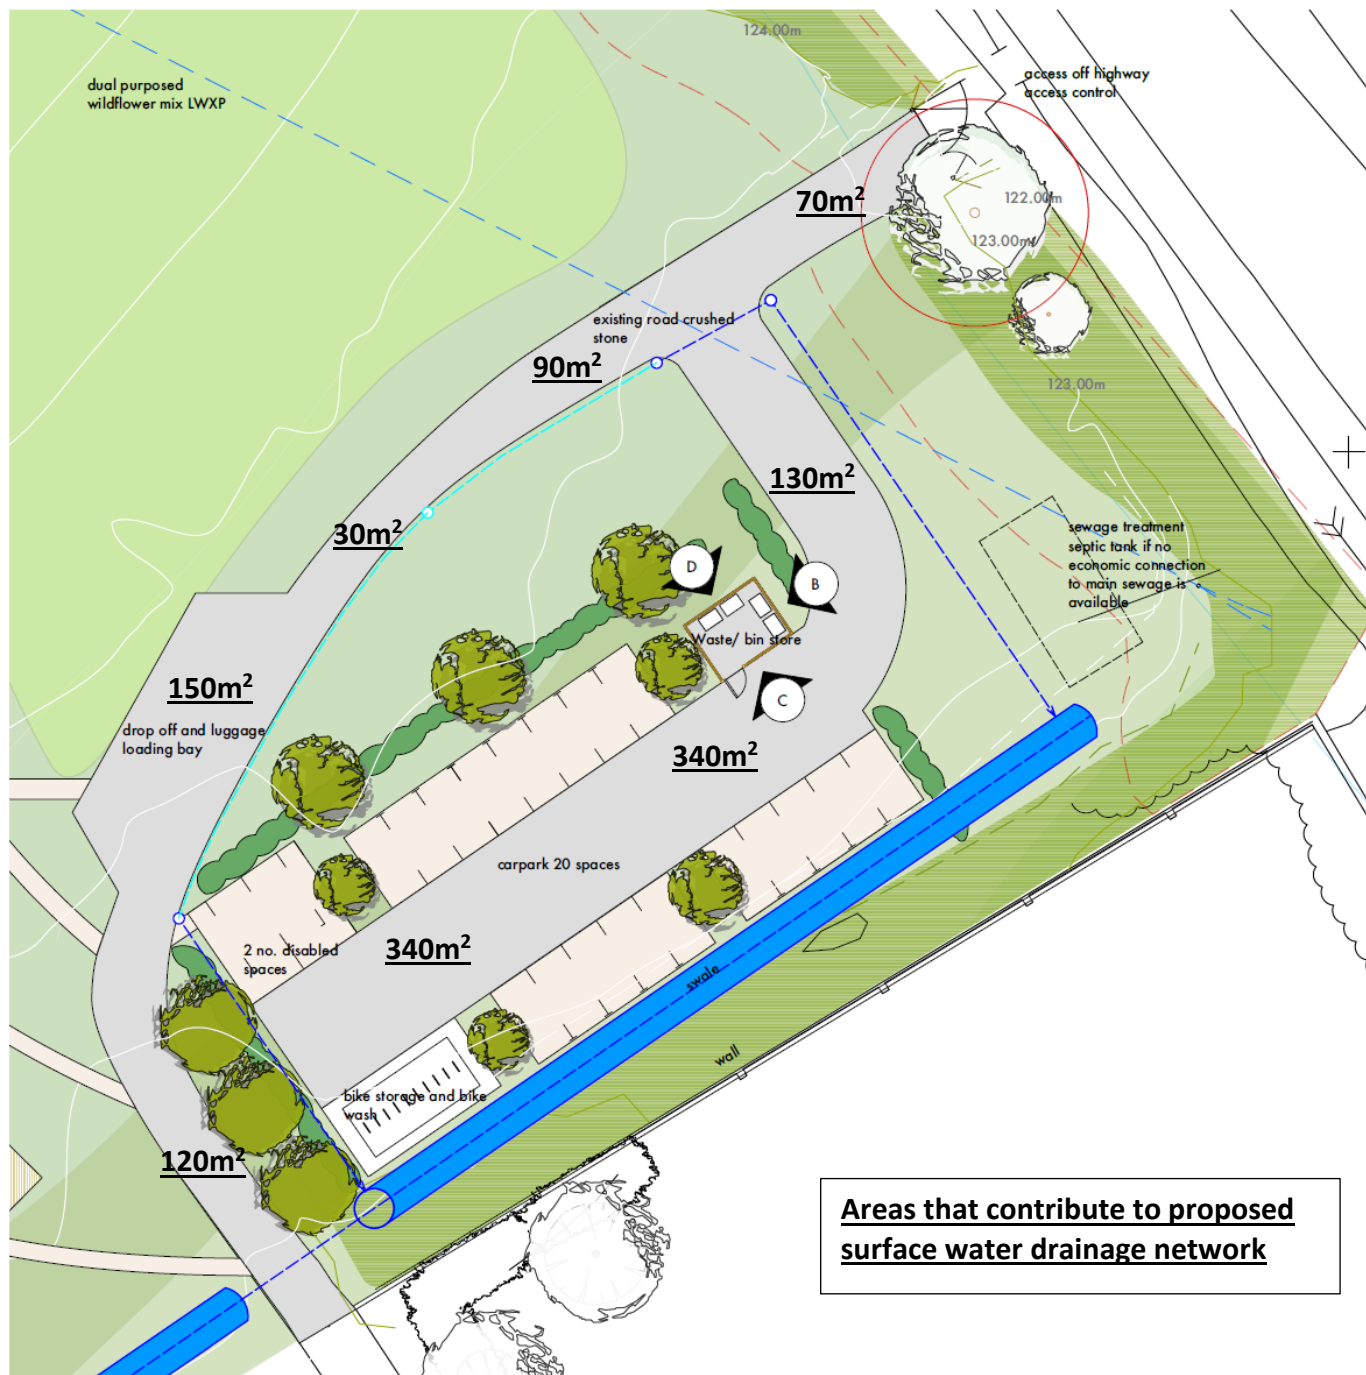 124.00m
access off highway
access control
dual purposed
wildflower mix LWXP
70m²
122.00m
123.00m
existing road crushed
stone
90m²
123.00m
130m²
30m²
sewage treatment
septic tank if no
economic connection
to main sewage is
available
D
B
Waste/ bin store
150m²
C
drop off and luggage
loading bay
340m²
carpark 20 spaces
2 no. disabled
spaces
340m²
swale
wall
bike storage and bike
wash
120m²
Areas that contribute to proposed
surface water drainage network